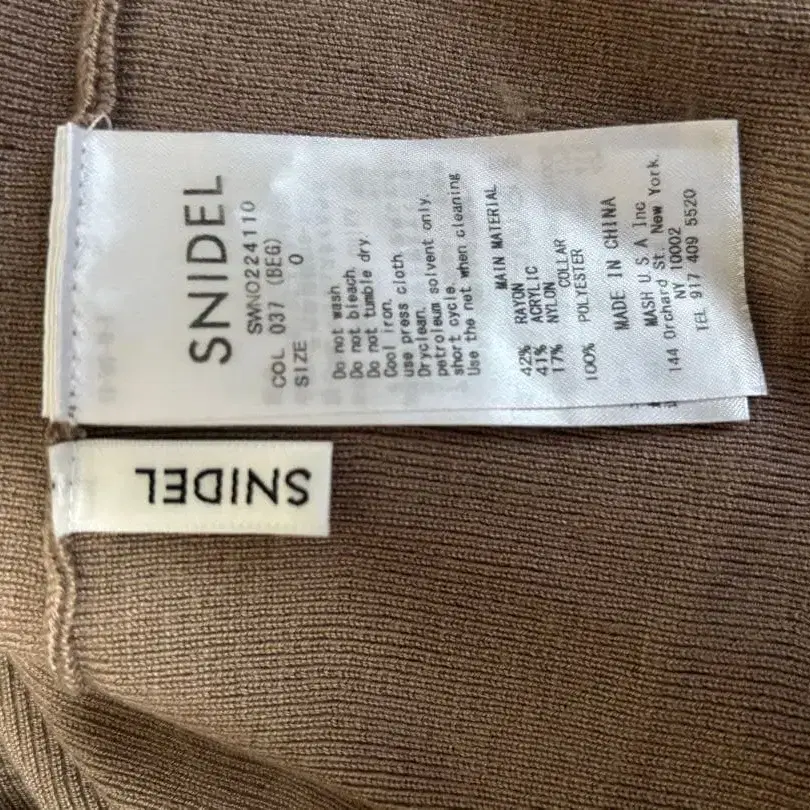 SNIDEL
SWNO224110
COL 037 (BEG)
SIZE 0
Do not wash.
Do not bleach.
Do not tumble dry.
Cool iron.
use press cloth
Dryclean.
petroleum solvent only.
short cycle.
Use the net when cleaning
MAIN MATERIAL
42% RAYON
41% ACRYLIC
17% NYLON
COLLAR
100% POLYESTER
MADE IN CHINA
MASH U S A Inc
144 Orchard St. New York.
NY 10002
TEL 917 409 5520
SNIDEL